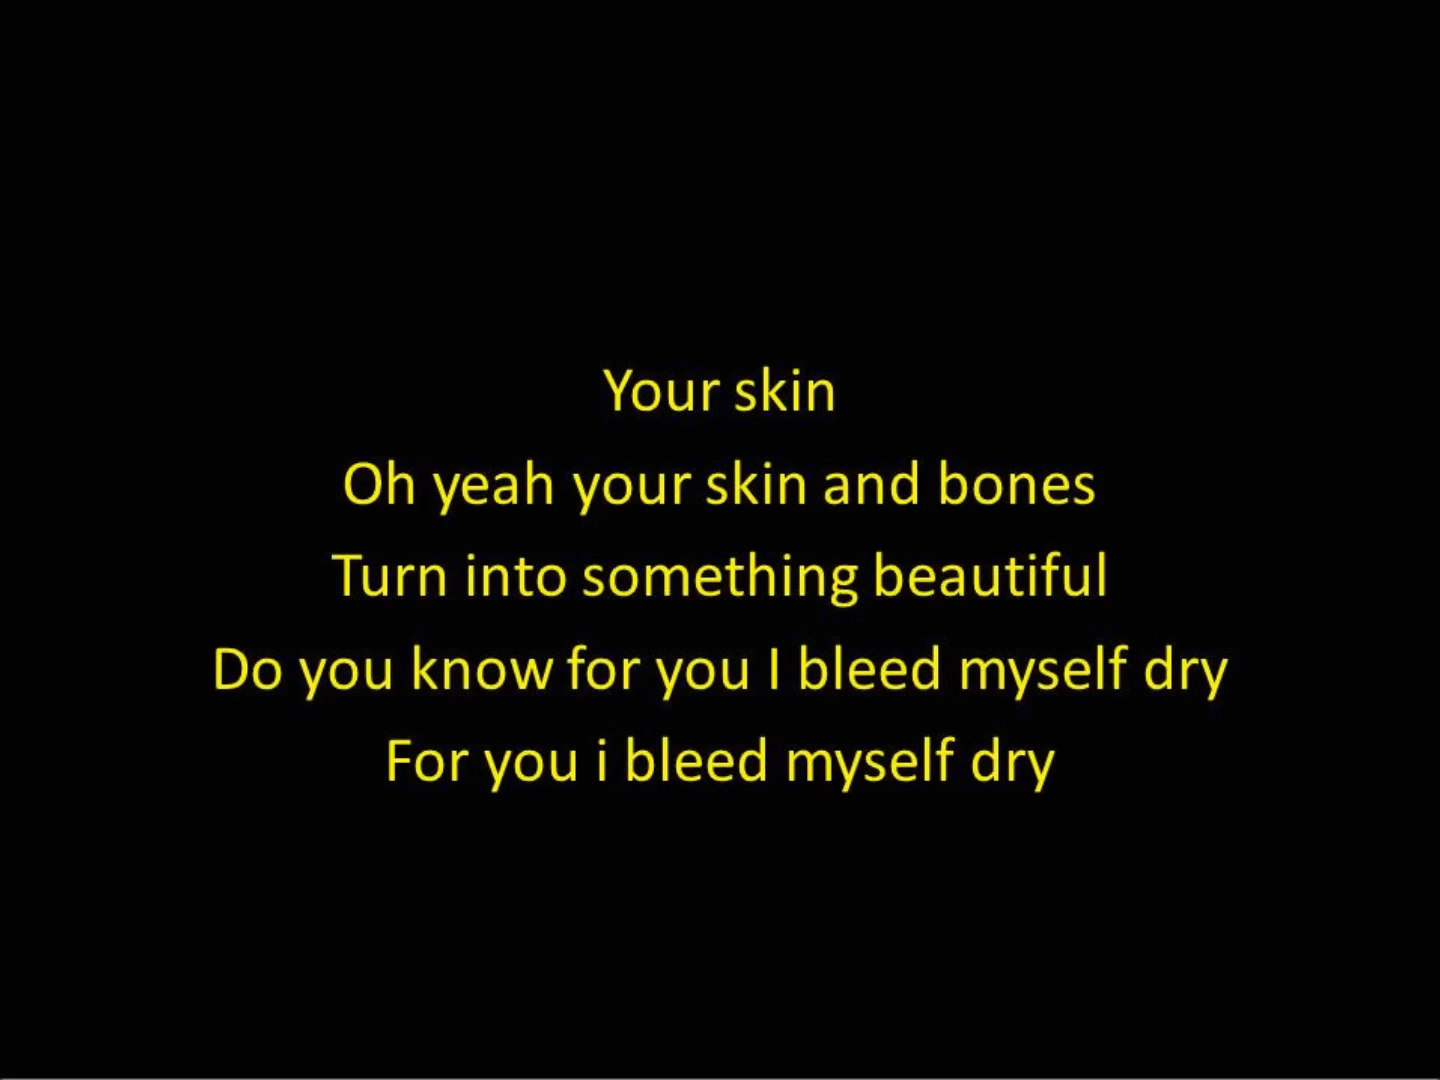 Your skin
Oh yeah your skin and bones
Turn into something beautiful
Do you know for you I bleed myself dry
For you i bleed myself dry